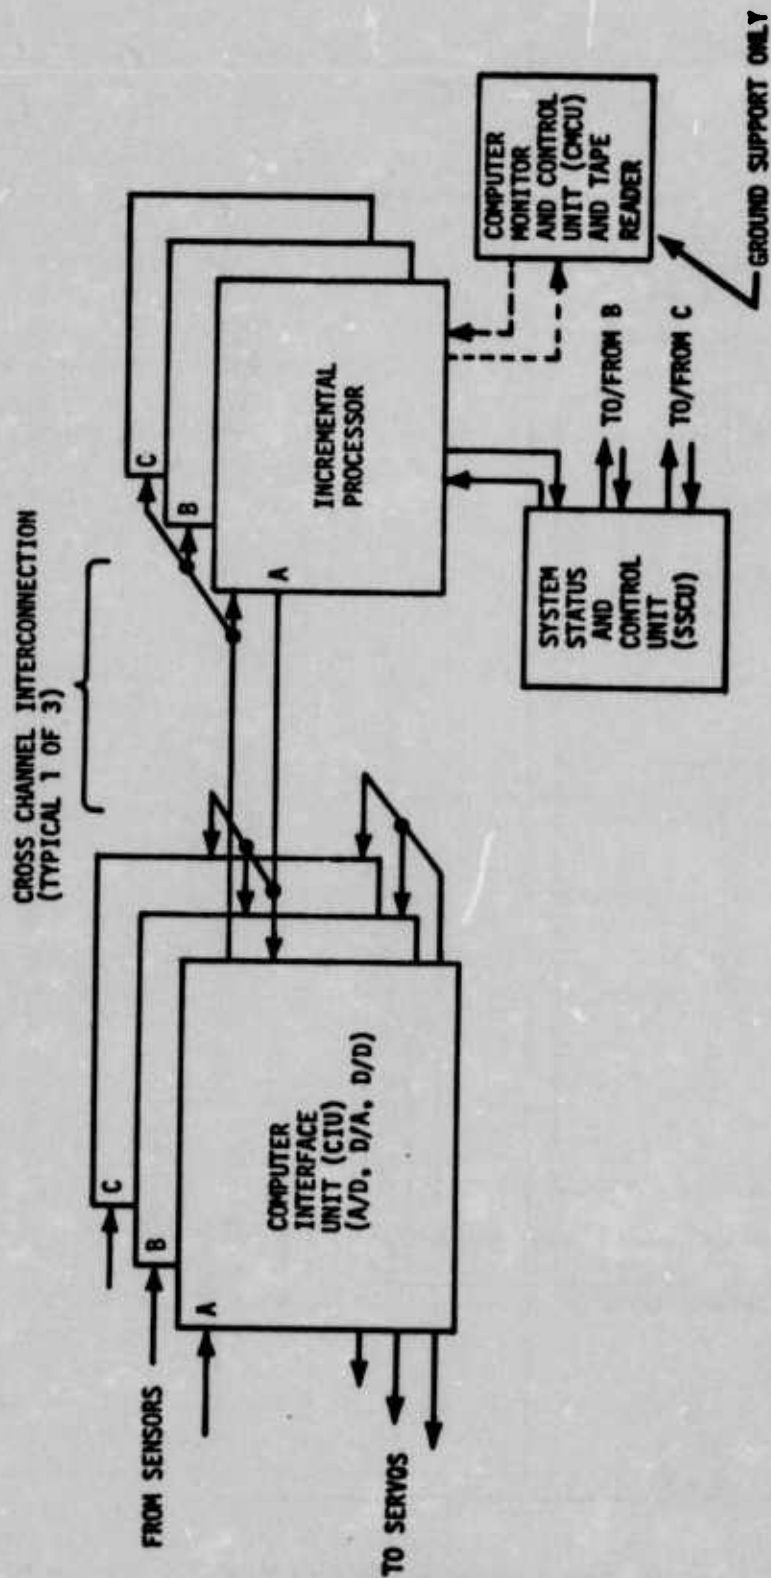 CROSS CHANNEL INTERCONNECTION
(TYPICAL 1 OF 3)
FROM SENSORS
TO SERVOS
C
B
A
COMPUTER
INTERFACE
UNIT (CIU)
(A/D, D/A, D/D)
C
B
A
INCREMENTAL
PROCESSOR
SYSTEM
STATUS
AND
CONTROL
UNIT
(SSCU)
TO/FROM B
TO/FROM C
COMPUTER
MONITOR
AND CONTROL
UNIT (CMCU)
AND TAPE
READER
GROUND SUPPORT ONLY